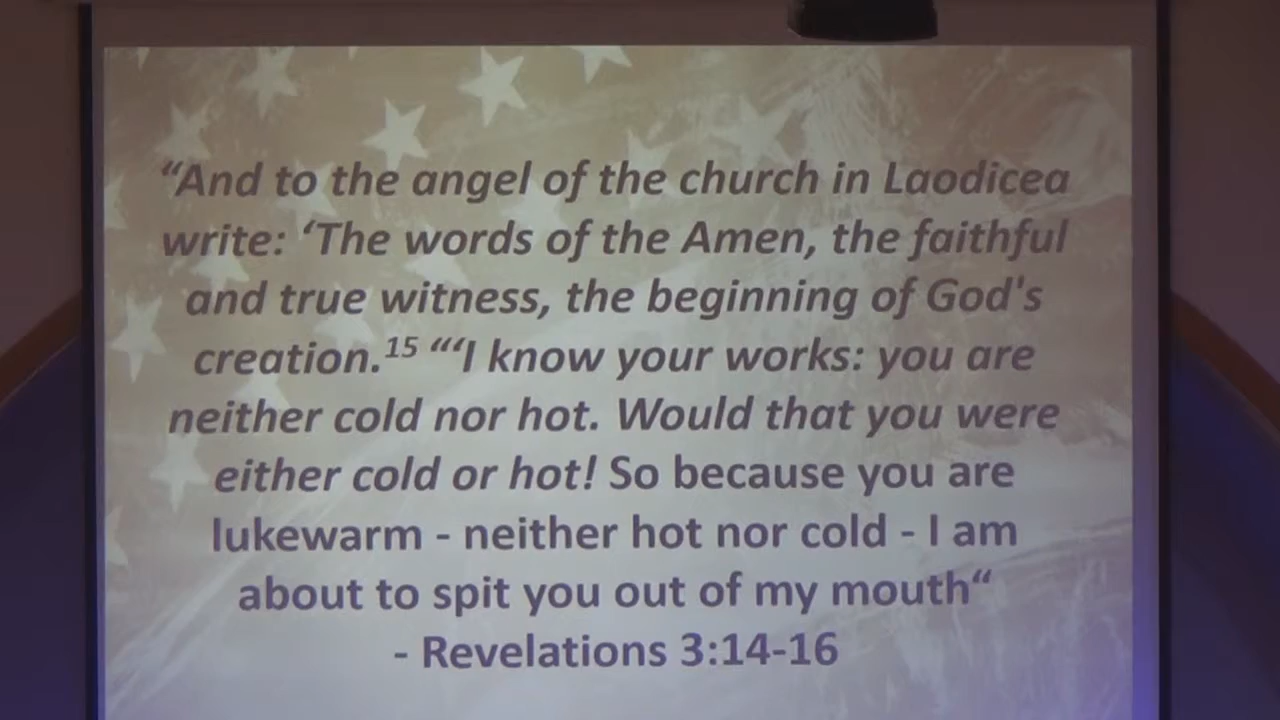 “And to the angel of the church in Laodicea
write: ‘The words of the Amen, the faithful
and true witness, the beginning of God's
creation.15 “‘I know your works: you are
neither cold nor hot. Would that you were
either cold or hot! So because you are
lukewarm - neither hot nor cold - I am
about to spit you out of my mouth“
- Revelations 3:14-16